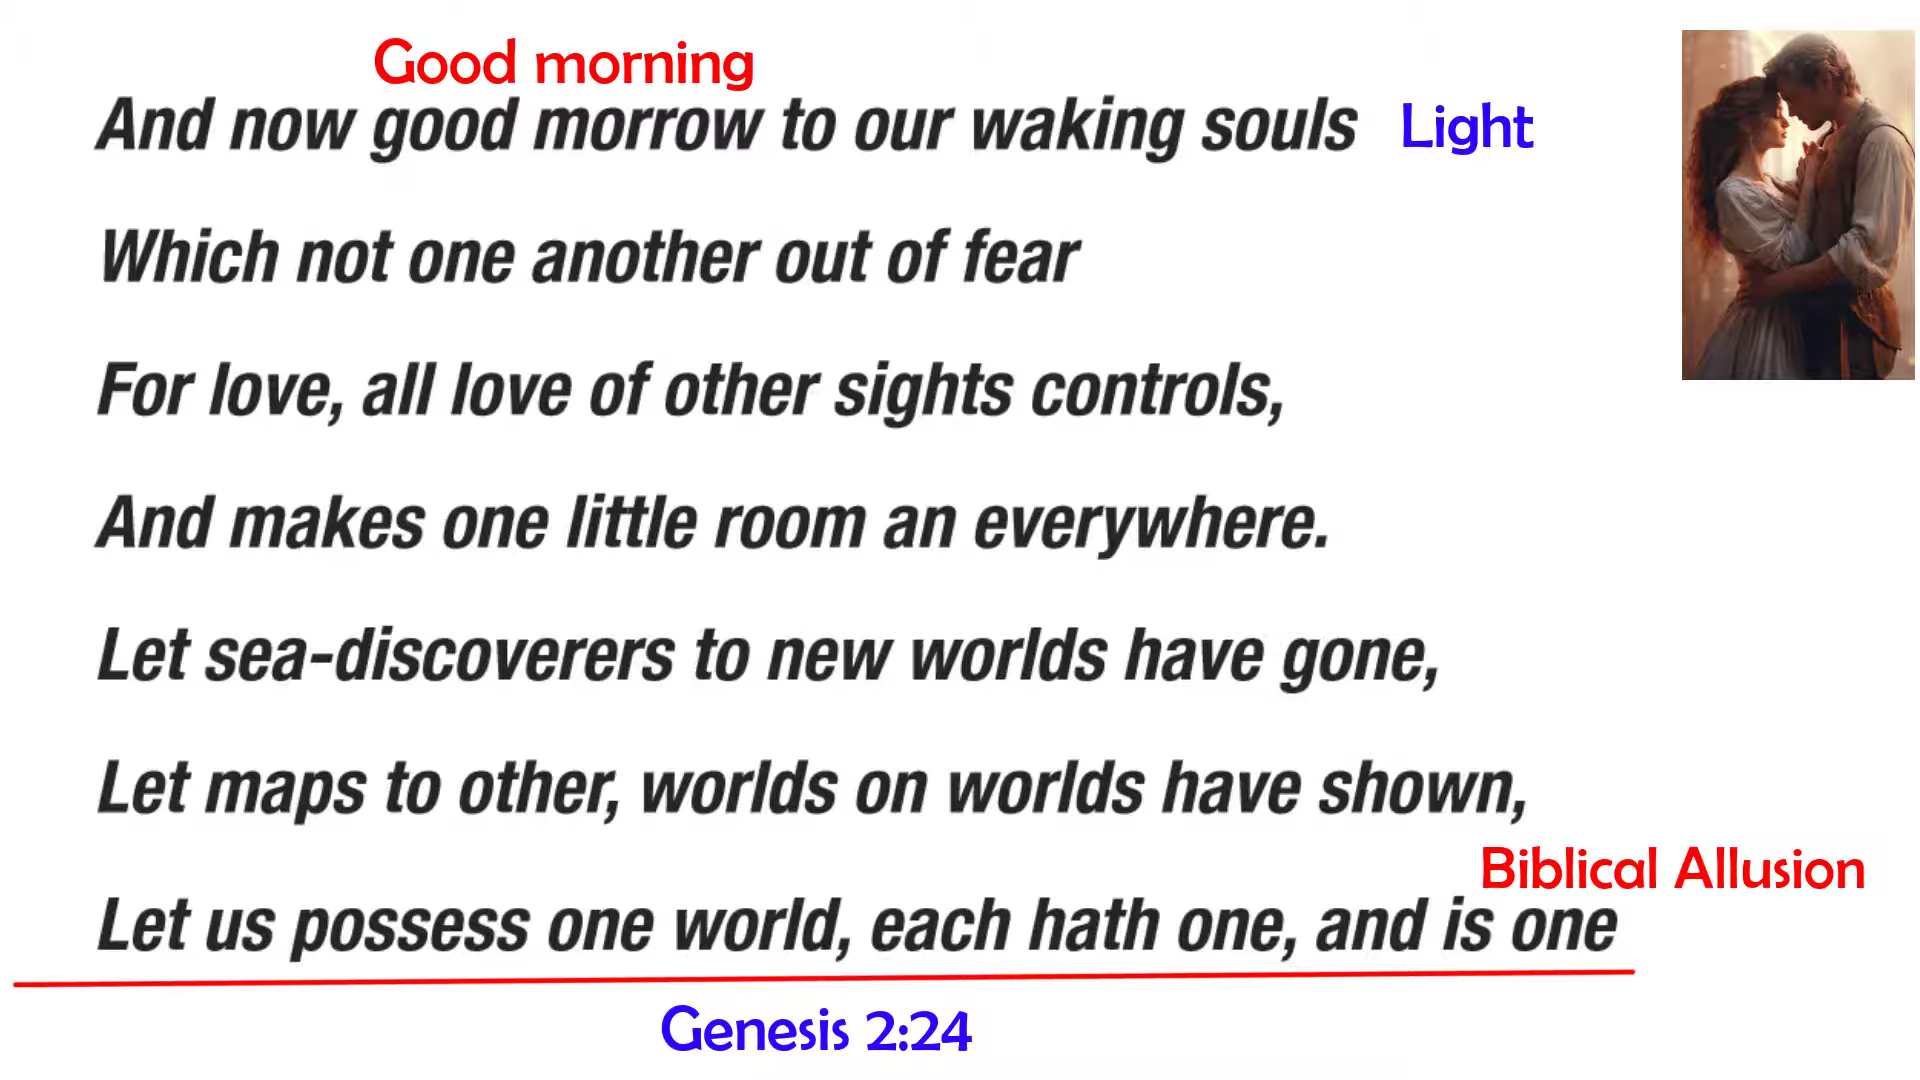 Good morning
And now good morrow to our waking souls Light
Which not one another out of fear
For love, all love of other sights controls,
And makes one little room an everywhere.
Let sea-discoverers to new worlds have gone,
Let maps to other, worlds on worlds have shown,
Biblical Allusion
Let us possess one world, each hath one, and is one
Genesis 2:24